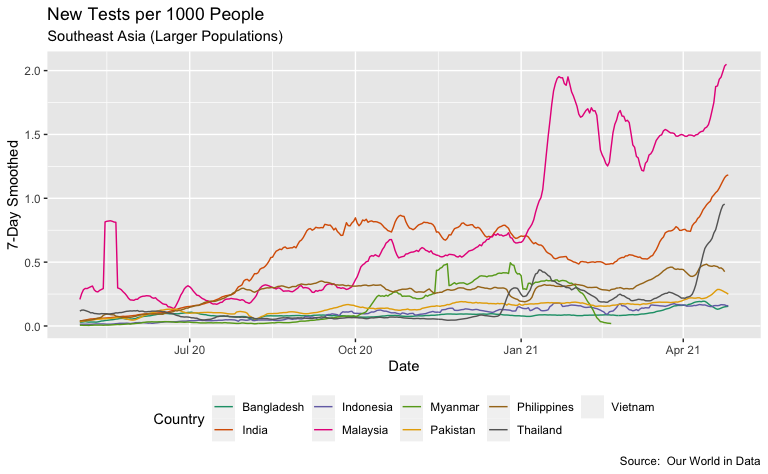 New Tests per 1000 People
Southeast Asia (Larger Populations)
7-Day Smoothed
2.0
1.5
1.0
0.5
0.0
Jul 20 Oct 20 Jan 21 Apr 21
Date
Country
Bangladesh Indonesia Myanmar Philippines Vietnam
India Malaysia Pakistan Thailand
Source: Our World in Data